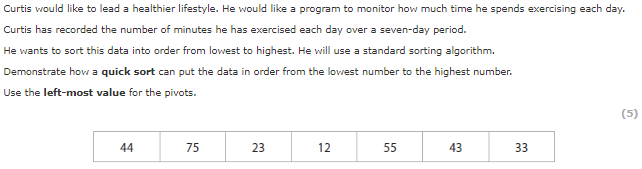 Curtis would like to lead a healthier lifestyle. He would like a program to monitor how much time he spends exercising each day.
Curtis has recorded the number of minutes he has exercised each day over a seven-day period.
He wants to sort this data into order from lowest to highest. He will use a standard sorting algorithm.
Demonstrate how a quick sort can put the data in order from the lowest number to the highest number.
Use the left-most value for the pivots.
(5)
44 75 23 12 55 43 33